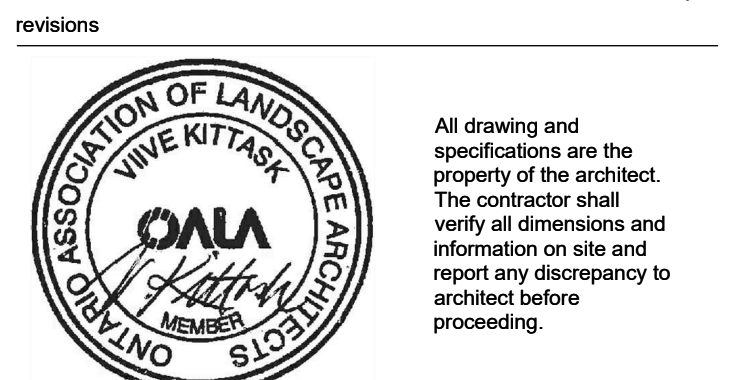 revisions
ONTARIO ASSOCIATION OF LANDSCAPE ARCHITECTS
VIIVE KITTASK
OALA
V. Kittask
MEMBER
All drawing and
specifications are the
property of the architect.
The contractor shall
verify all dimensions and
information on site and
report any discrepancy to
architect before
proceeding.